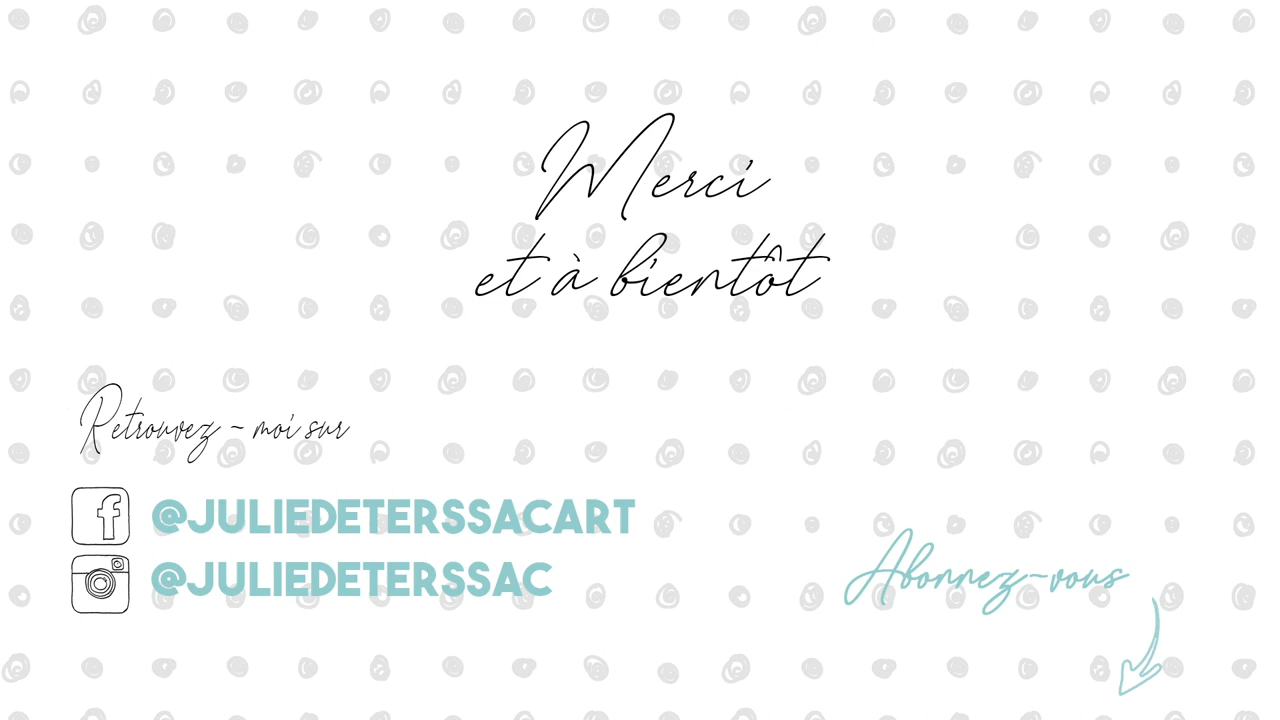 Merci
et à bientôt
Retrouvez-moi sur
@JULIEDETERSSACART
@JULIEDETERSSAC
Abonnez-vous